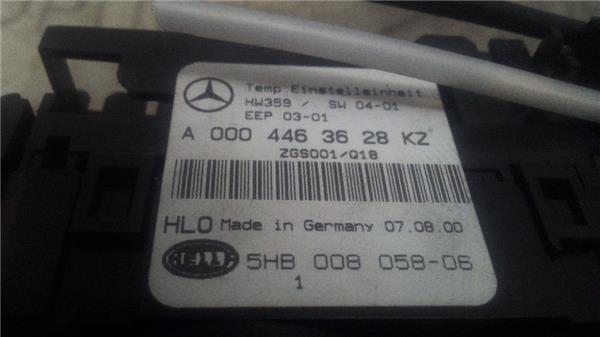 Temp Einstelleinheit
HW359 / SW 04-01
EEP 03-01
A 000 446 36 28 KZ
ZGS001/Q18
HLO Made in Germany 07.08.00
HELLA 5HB 008 058-06
1